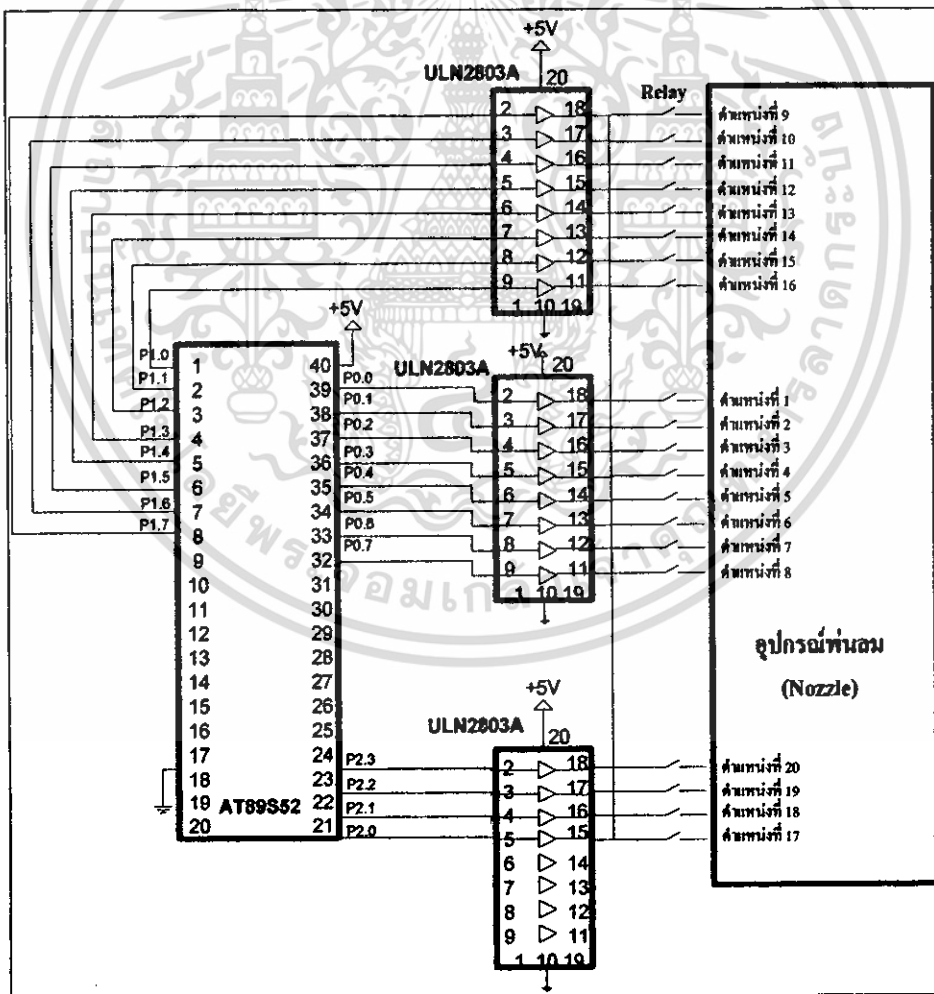 +5V
ULN2803A
20
Relay
2 18 ตำแหน่งที่ 9
3 17 ตำแหน่งที่ 10
4 16 ตำแหน่งที่ 11
5 15 ตำแหน่งที่ 12
6 14 ตำแหน่งที่ 13
7 13 ตำแหน่งที่ 14
8 12 ตำแหน่งที่ 15
9 11 ตำแหน่งที่ 16
1 10 19
+5V
P1.0
P1.1
P1.2
P1.3
P1.4
P1.5
P1.6
P1.7
1 40
2 39
3 38
4 37
5 36
6 35
7 34
8 33
9 32
10 31
11 30
12 29
13 28
14 27
15 26
16 25
17 24
18 23
19 22
20 21
AT89S52
P0.0
P0.1
P0.2
P0.3
P0.4
P0.5
P0.6
P0.7
P2.3
P2.2
P2.1
P2.0
+5V
ULN2803A
20
2 18 ตำแหน่งที่ 1
3 17 ตำแหน่งที่ 2
4 16 ตำแหน่งที่ 3
5 15 ตำแหน่งที่ 4
6 14 ตำแหน่งที่ 5
7 13 ตำแหน่งที่ 6
8 12 ตำแหน่งที่ 7
9 11 ตำแหน่งที่ 8
1 10 19
อุปกรณ์พ่นลม
(Nozzle)
+5V
ULN2803A
20
2 18 ตำแหน่งที่ 20
3 17 ตำแหน่งที่ 19
4 16 ตำแหน่งที่ 18
5 15 ตำแหน่งที่ 17
6 14
7 13
8 12
9 11
1 10 19